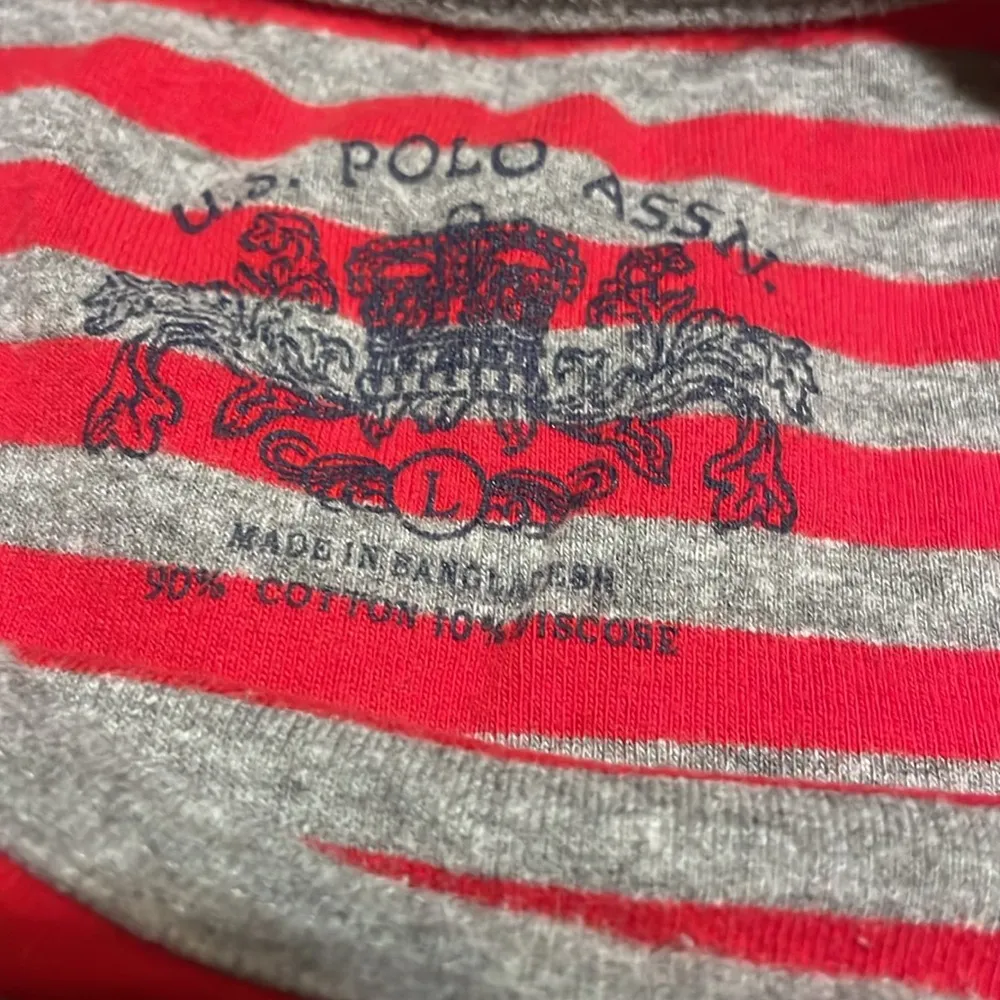 U.S. POLO ASSN.
L
MADE IN BANGLADESH
90% COTTON 10% VISCOSE